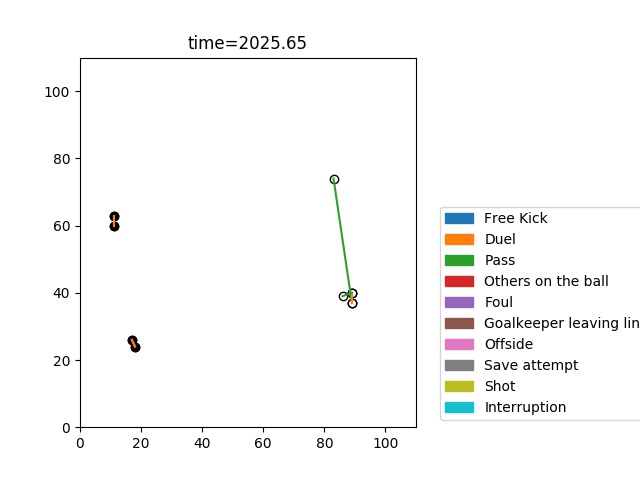 time=2025.65
100
80
60
40
20
0
0 20 40 60 80 100
Free Kick
Duel
Pass
Others on the ball
Foul
Goalkeeper leaving lin
Offside
Save attempt
Shot
Interruption